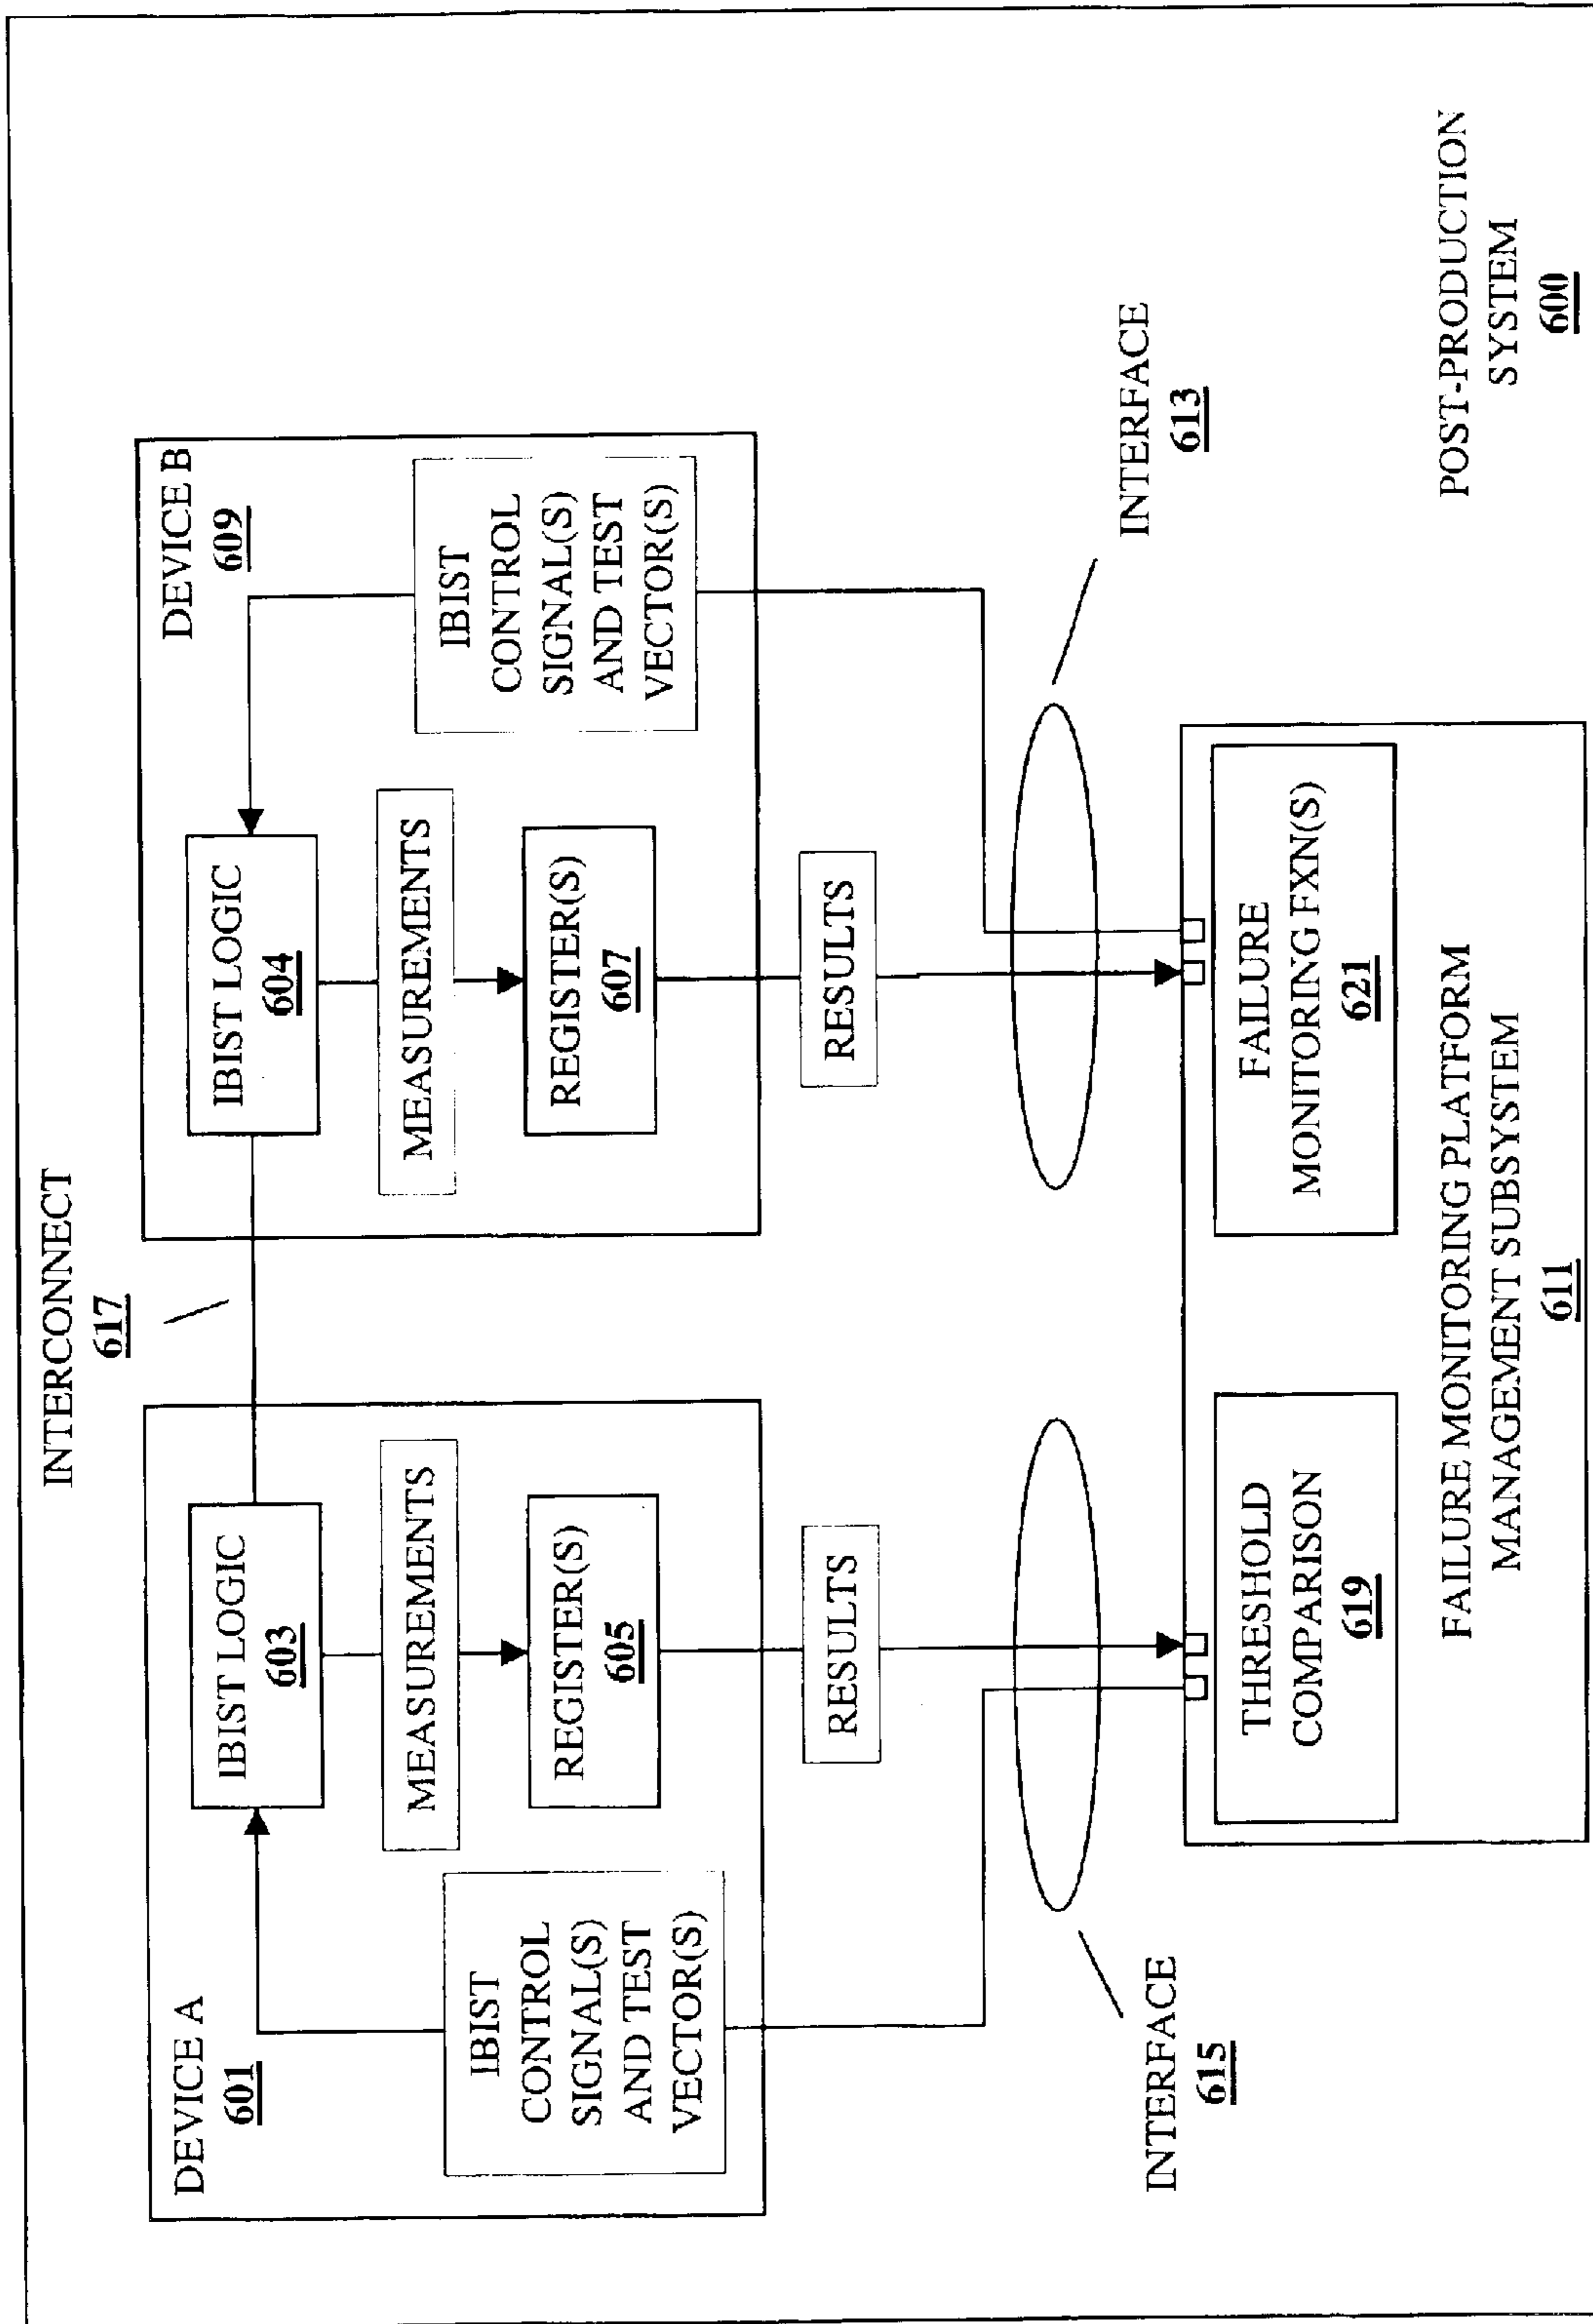 INTERCONNECT
617
DEVICE A
601
IBIST LOGIC
603
MEASUREMENTS
REGISTER(S)
605
IBIST
CONTROL
SIGNAL(S)
AND TEST
VECTOR(S)
RESULTS
DEVICE B
609
IBIST LOGIC
604
MEASUREMENTS
REGISTER(S)
607
IBIST
CONTROL
SIGNAL(S)
AND TEST
VECTOR(S)
RESULTS
INTERFACE
615
INTERFACE
613
THRESHOLD
COMPARISON
619
FAILURE
MONITORING FXN(S)
621
FAILURE MONITORING PLATFORM
MANAGEMENT SUBSYSTEM
611
POST-PRODUCTION
SYSTEM
600